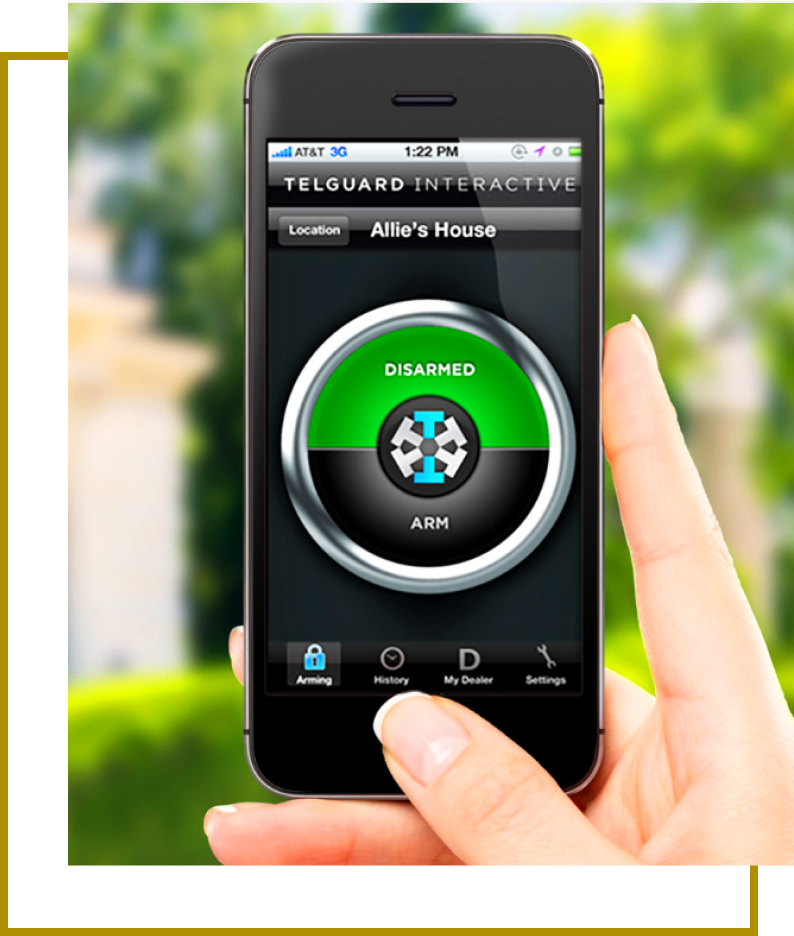 AT&T 3G 1:22 PM
TELGUARD INTERACTIVE
Location Allie's House
DISARMED
ARM
Arming History My Dealer Settings